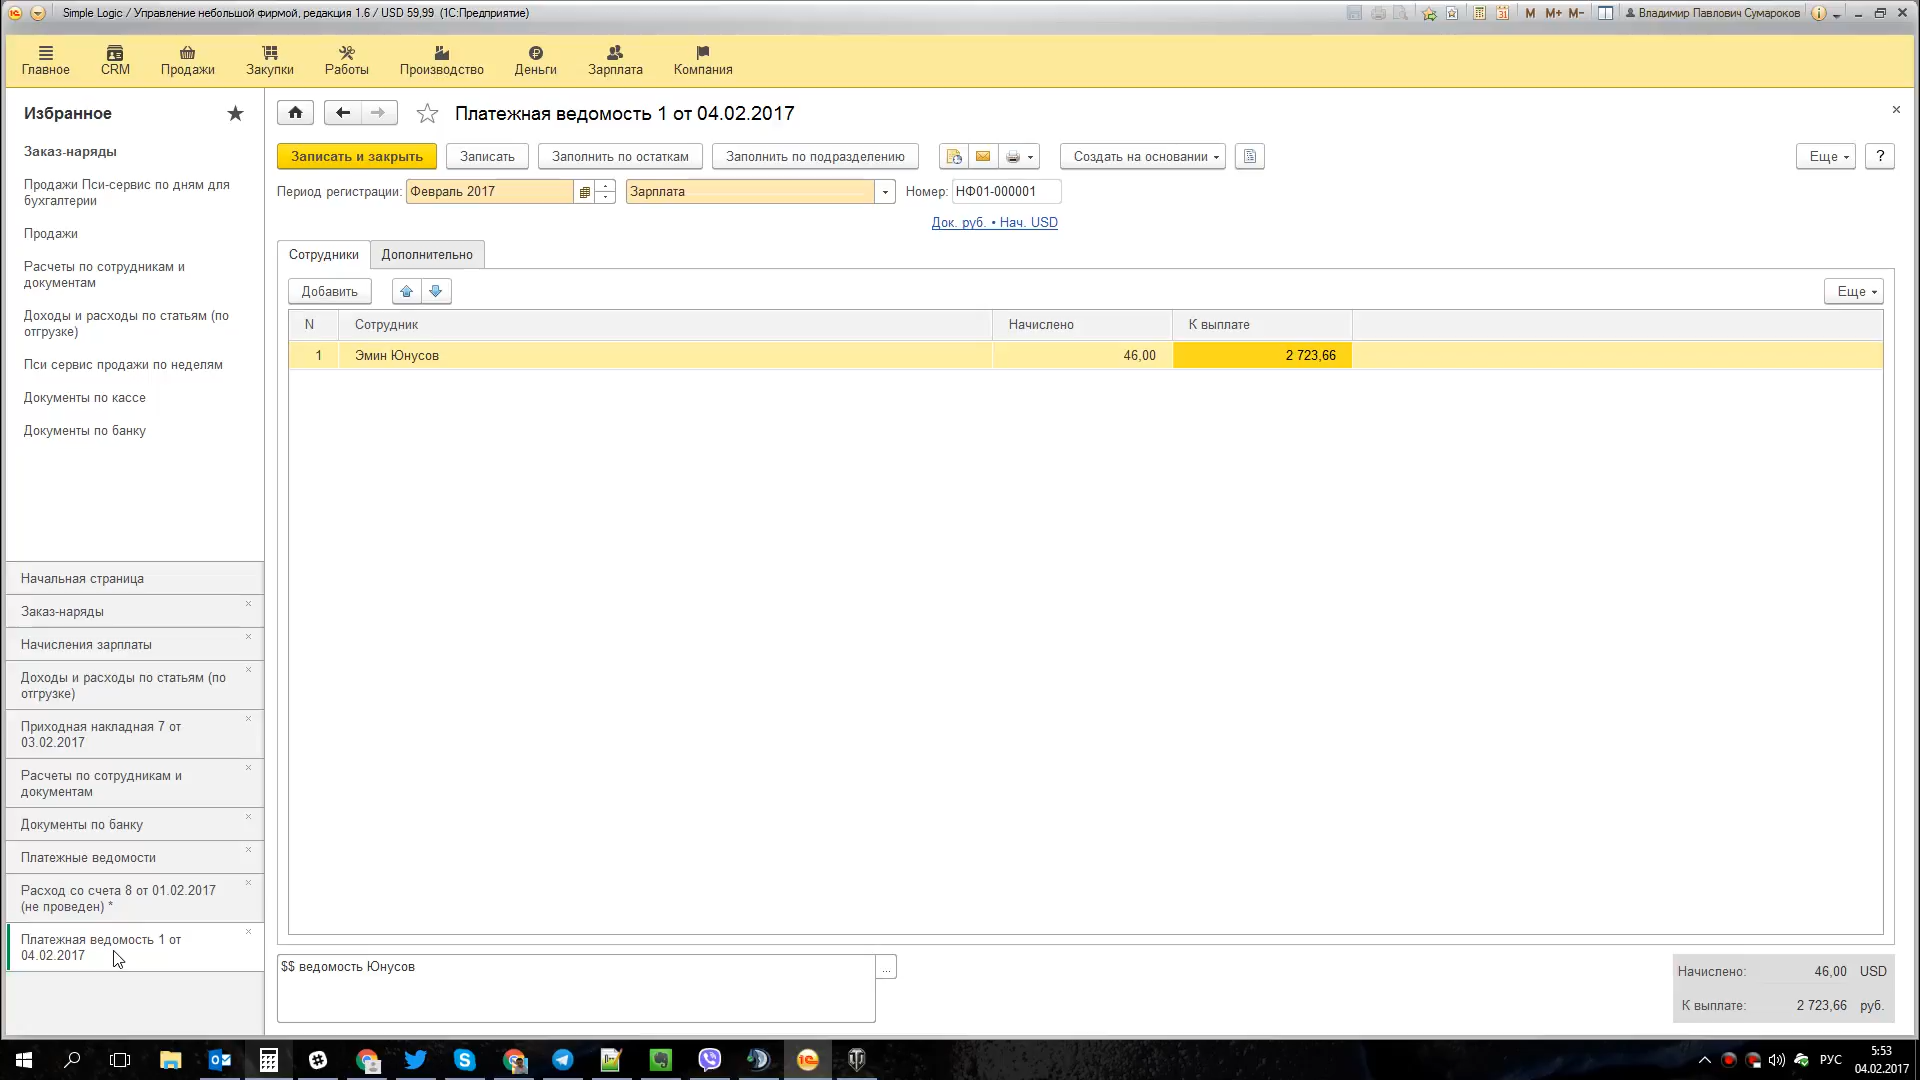 Simple Logic / Управление небольшой фирмой, редакция 1.6 / USD 59,99 (1С:Предприятие)
M M+ M-
Владимир Павлович Сумароков
Главное
CRM
Продажи
Закупки
Работы
Производство
Деньги
Зарплата
Компания
Избранное
Заказ-наряды
Продажи Пси-сервис по дням для
бухгалтерии
Продажи
Расчеты по сотрудникам и
документам
Доходы и расходы по статьям (по
отгрузке)
Пси сервис продажи по неделям
Документы по кассе
Документы по банку
Начальная страница
Заказ-наряды
Начисления зарплаты
Доходы и расходы по статьям (по
отгрузке)
Приходная накладная 7 от
03.02.2017
Расчеты по сотрудникам и
документам
Документы по банку
Платежные ведомости
Расход со счета 8 от 01.02.2017
(не проведен) *
Платежная ведомость 1 от
04.02.2017
Платежная ведомость 1 от 04.02.2017
Записать и закрыть
Записать
Заполнить по остаткам
Заполнить по подразделению
Создать на основании
Еще
?
Период регистрации: Февраль 2017
Зарплата
Номер: НФ01-000001
Док. руб. • Нач. USD
Сотрудники
Дополнительно
Добавить
Еще
N Сотрудник Начислено К выплате
1 Эмин Юнусов 46,00 2 723,66
$$ ведомость Юнусов
...
Начислено: 46,00 USD
К выплате: 2 723,66 руб.
РУС
5:53
04.02.2017